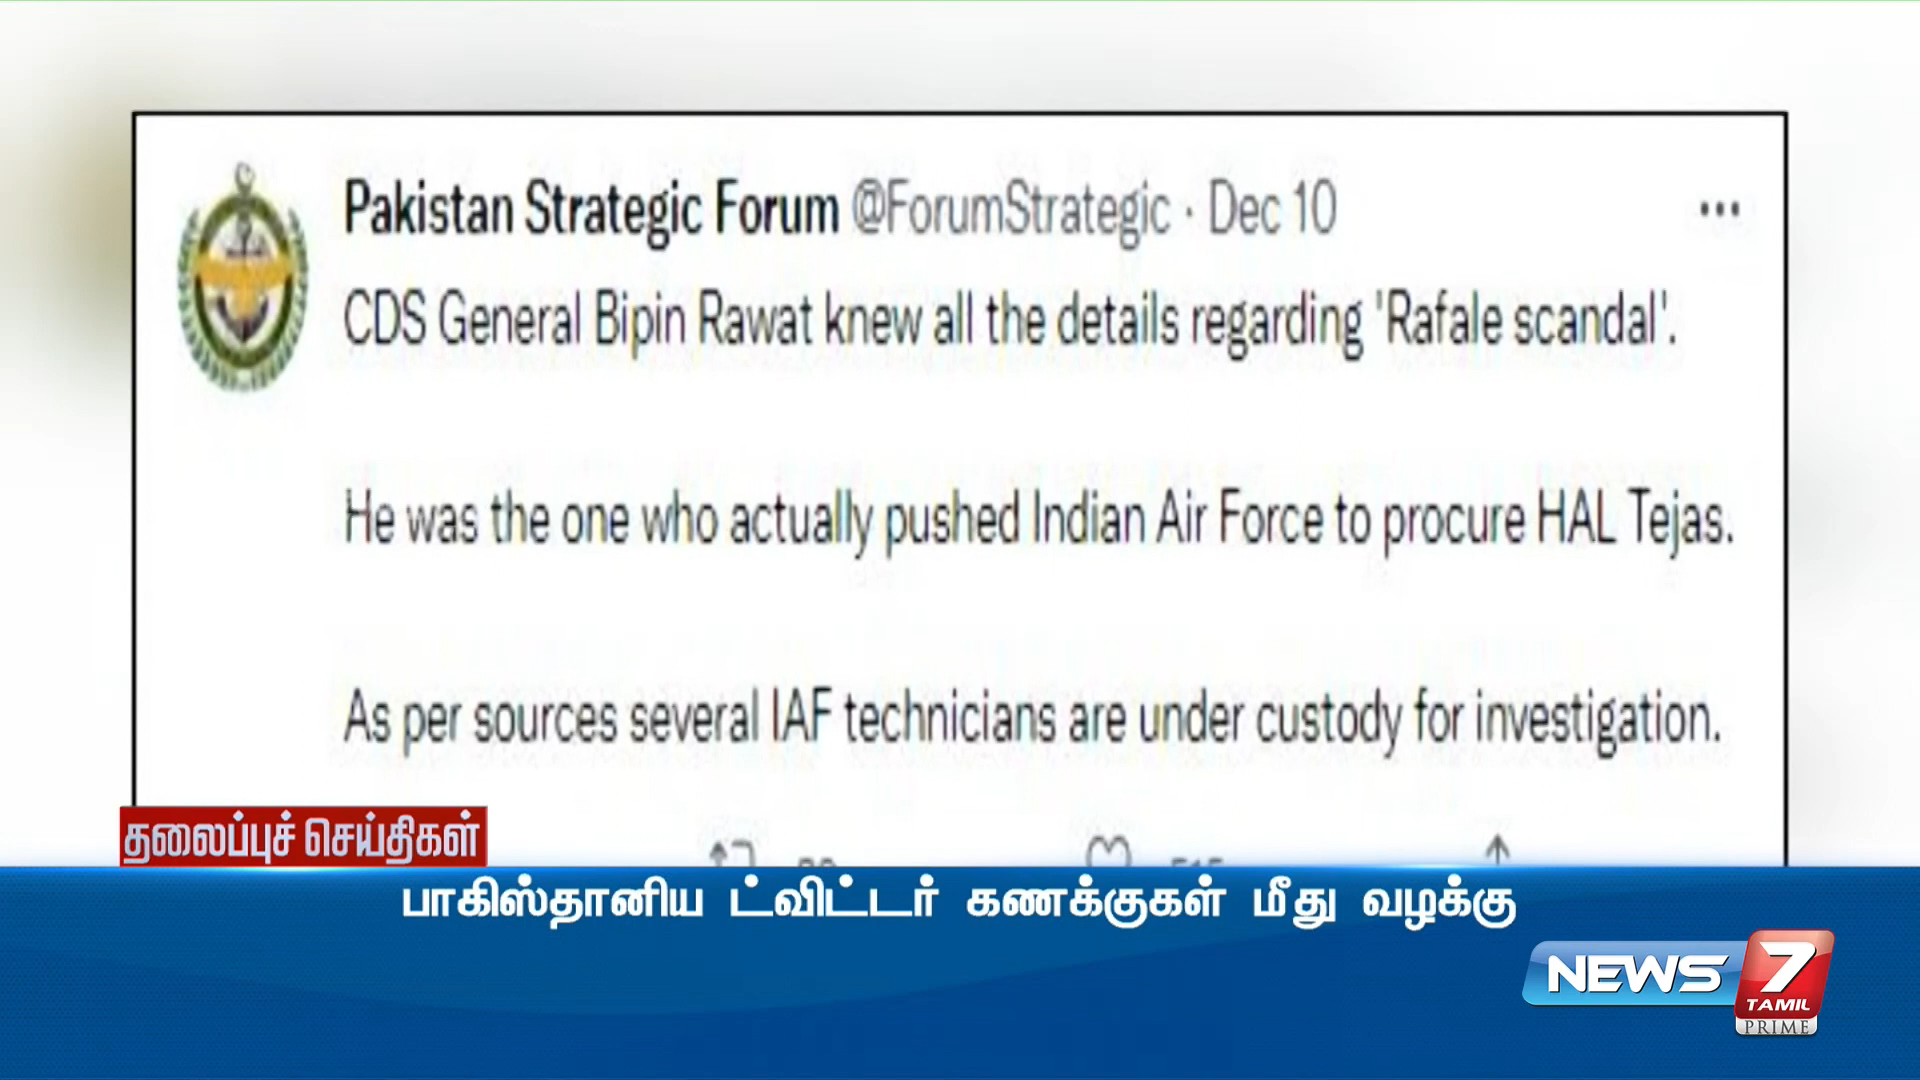 Pakistan Strategic Forum @ForumStrategic · Dec 10 ...
CDS General Bipin Rawat knew all the details regarding 'Rafale scandal'.
He was the one who actually pushed Indian Air Force to procure HAL Tejas.
As per sources several IAF technicians are under custody for investigation.
தலைப்புச் செய்திகள்
பாகிஸ்தானிய ட்விட்டர் கணக்குகள் மீது வழக்கு
NEWS 7
TAMIL
PRIME